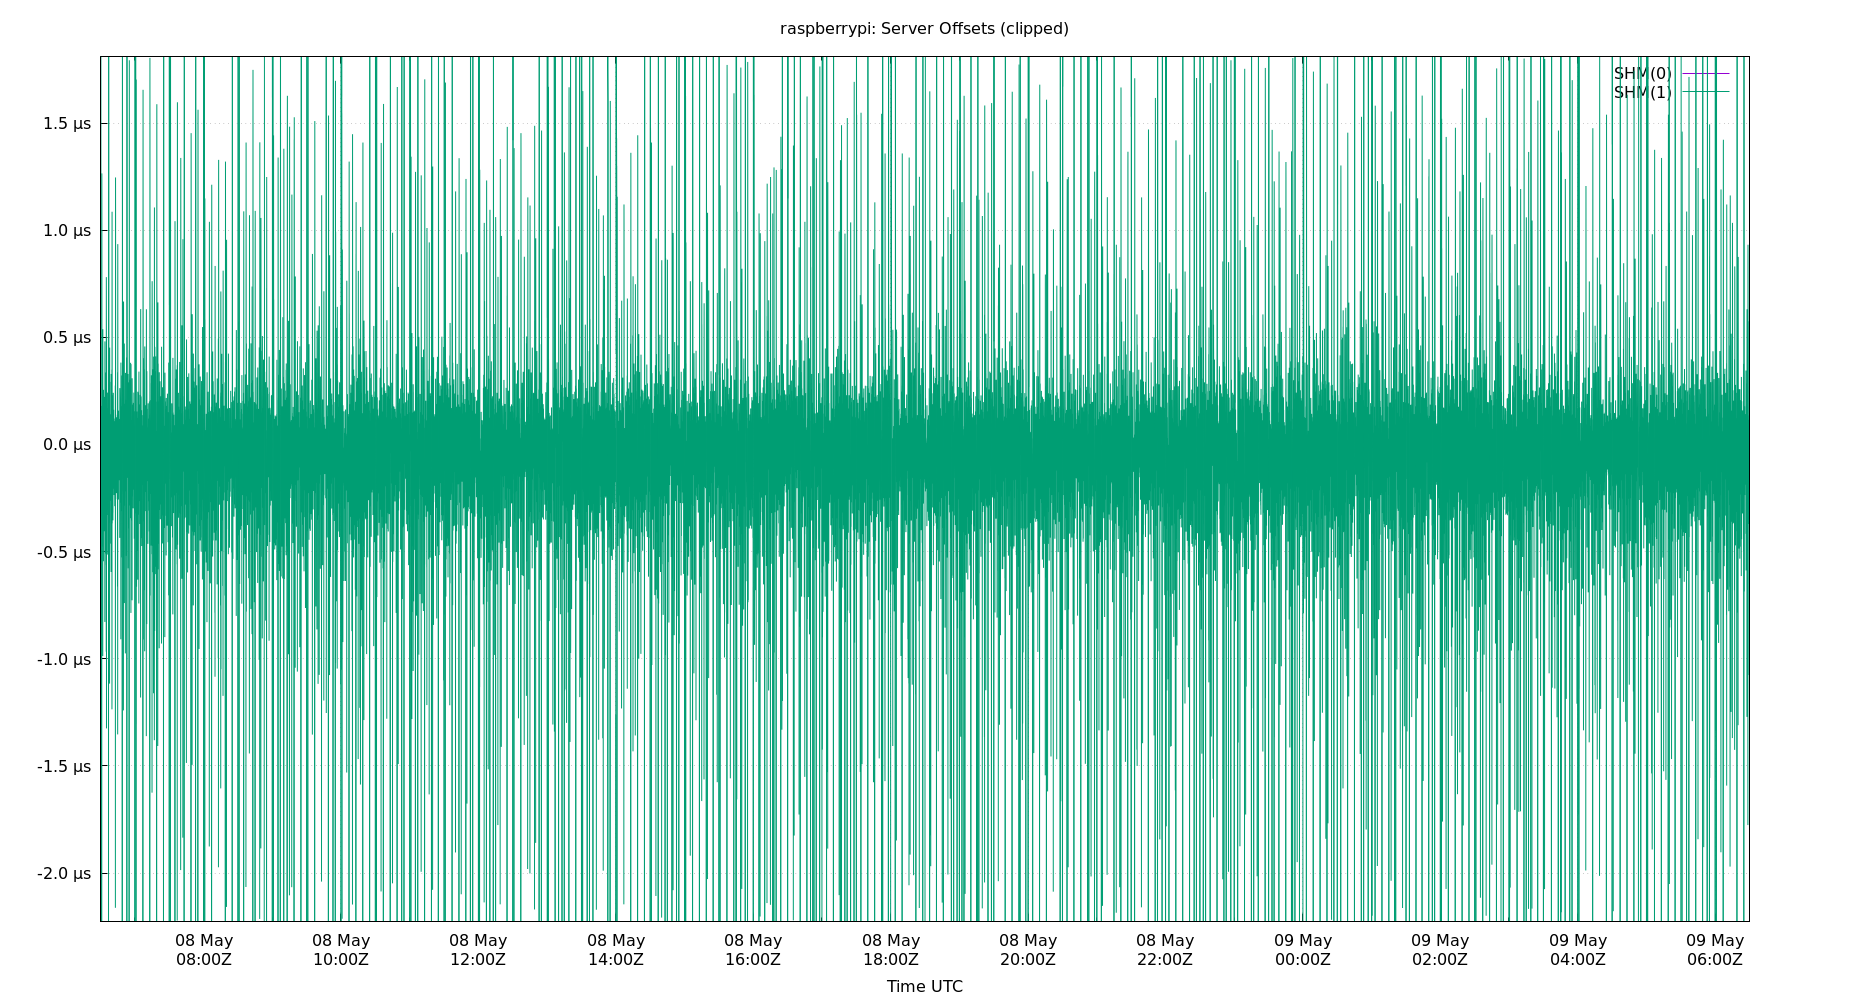 raspberrypi: Server Offsets (clipped)
SHM(0)
SHM(1)
1.5 µs
1.0 µs
0.5 µs
0.0 µs
-0.5 µs
-1.0 µs
-1.5 µs
-2.0 µs
08 May 08 May 08 May 08 May 08 May 08 May 08 May 08 May 09 May 09 May 09 May 09 May
08:00Z 10:00Z 12:00Z 14:00Z 16:00Z 18:00Z 20:00Z 22:00Z 00:00Z 02:00Z 04:00Z 06:00Z
Time UTC